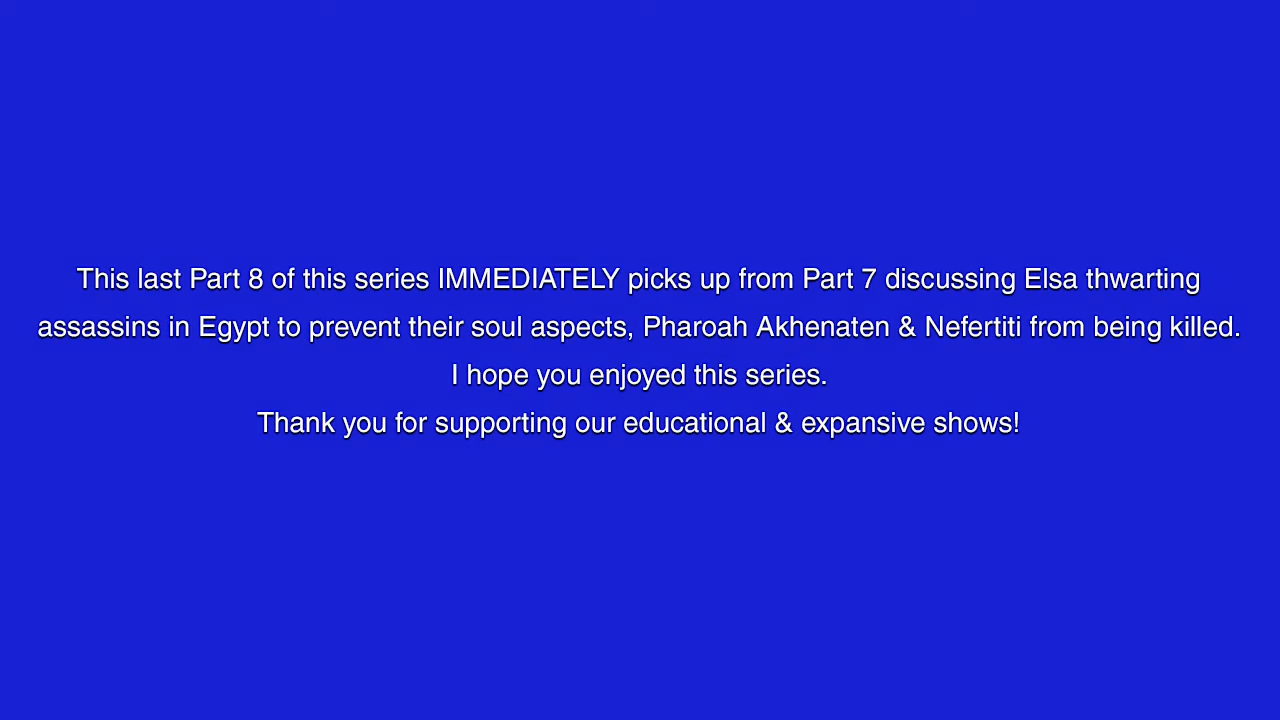 This last Part 8 of this series IMMEDIATELY picks up from Part 7 discussing Elsa thwarting
assassins in Egypt to prevent their soul aspects, Pharoah Akhenaten & Nefertiti from being killed.
I hope you enjoyed this series.
Thank you for supporting our educational & expansive shows!